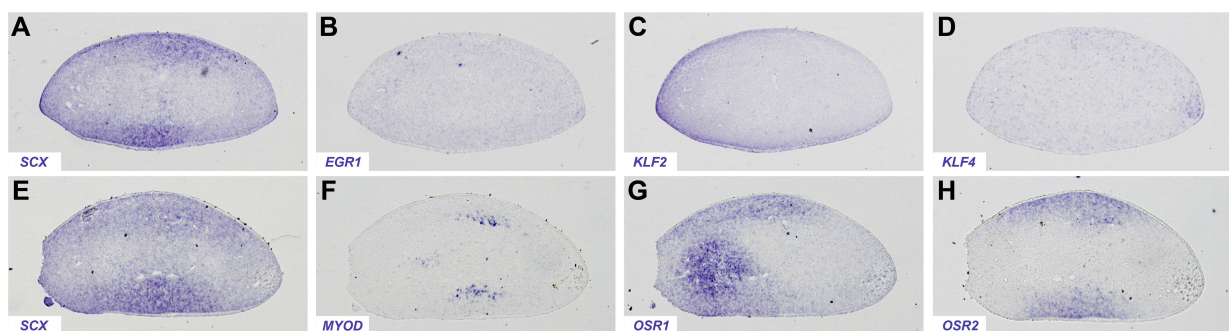 A B C D
SCX EGR1 KLF2 KLF4
E F G H
SCX MYOD OSR1 OSR2